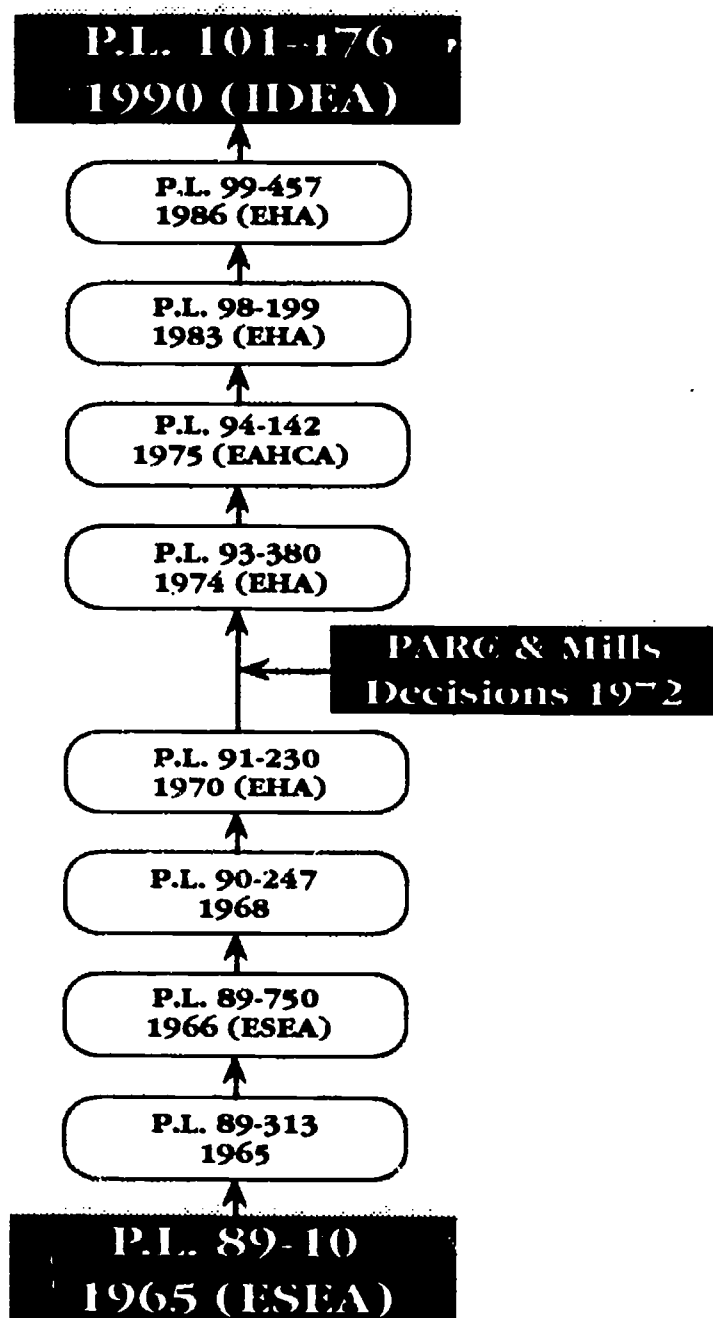 P.L. 101-476
1990 (IDEA)
P.L. 99-457
1986 (EHA)
P.L. 98-199
1983 (EHA)
P.L. 94-142
1975 (EAHCA)
P.L. 93-380
1974 (EHA)
PARC & Mills
Decisions 1972
P.L. 91-230
1970 (EHA)
P.L. 90-247
1968
P.L. 89-750
1966 (ESEA)
P.L. 89-313
1965
P.L. 89-10
1965 (ESEA)